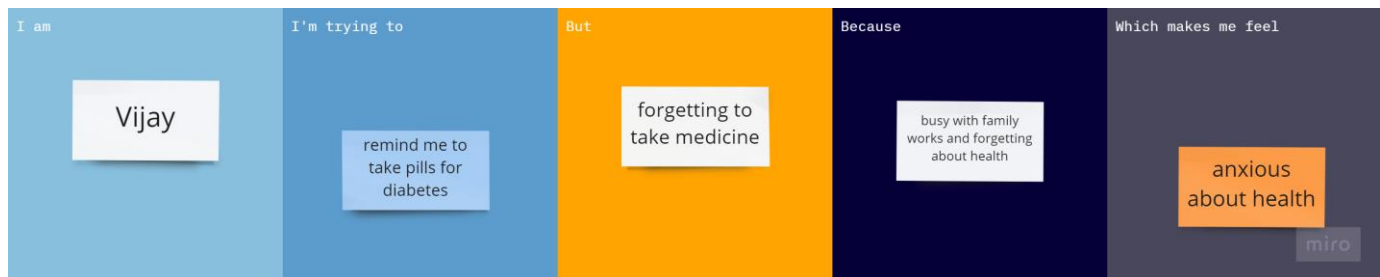 I am
Vijay
I'm trying to
remind me to
take pills for
diabetes
But
forgetting to
take medicine
Because
busy with family
works and forgetting
about health
Which makes me feel
anxious
about health
miro